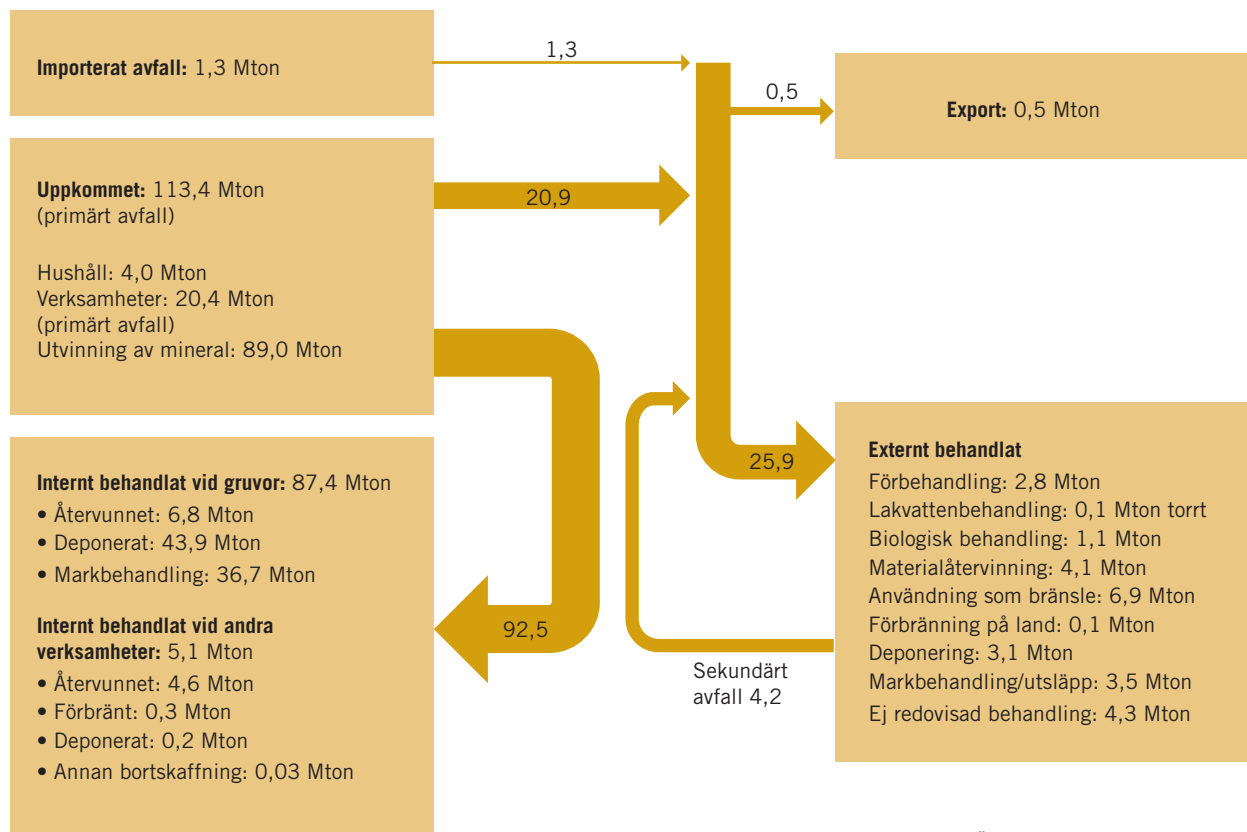 Importerat avfall: 1,3 Mton
1,3
0,5
Export: 0,5 Mton
Uppkommet: 113,4 Mton
(primärt avfall)
Hushåll: 4,0 Mton
Verksamheter: 20,4 Mton
(primärt avfall)
Utvinning av mineral: 89,0 Mton
20,9
Internt behandlat vid gruvor: 87,4 Mton
• Återvunnet: 6,8 Mton
• Deponerat: 43,9 Mton
• Markbehandling: 36,7 Mton
Internt behandlat vid andra
verksamheter: 5,1 Mton
• Återvunnet: 4,6 Mton
• Förbränt: 0,3 Mton
• Deponerat: 0,2 Mton
• Annan bortskaffning: 0,03 Mton
92,5
Sekundärt
avfall 4,2
25,9
Externt behandlat
Förbehandling: 2,8 Mton
Lakvattenbehandling: 0,1 Mton torrt
Biologisk behandling: 1,1 Mton
Materialåtervinning: 4,1 Mton
Användning som bränsle: 6,9 Mton
Förbränning på land: 0,1 Mton
Deponering: 3,1 Mton
Markbehandling/utsläpp: 3,5 Mton
Ej redovisad behandling: 4,3 Mton